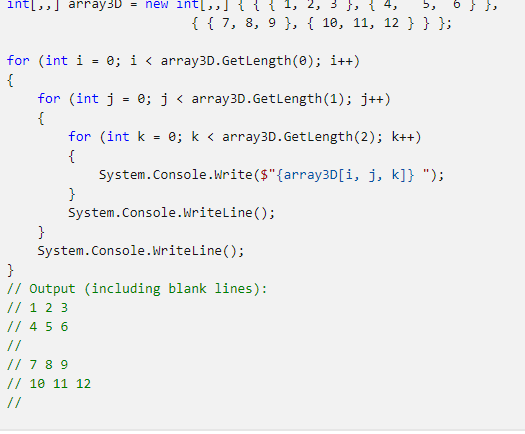 int[,,] array3D = new int[,,] { { { 1, 2, 3 }, { 4,   5,  6 } },
                        { { 7, 8, 9 }, { 10, 11, 12 } } };

for (int i = 0; i < array3D.GetLength(0); i++)
{
    for (int j = 0; j < array3D.GetLength(1); j++)
    {
        for (int k = 0; k < array3D.GetLength(2); k++)
        {
            System.Console.Write($"{array3D[i, j, k]} ");
        }
        System.Console.WriteLine();
    }
    System.Console.WriteLine();
}
// Output (including blank lines):
// 1 2 3
// 4 5 6
//
// 7 8 9
// 10 11 12
//